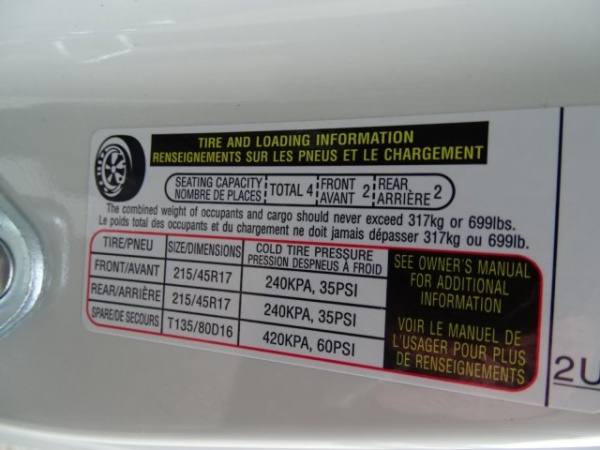 TIRE AND LOADING INFORMATION
RENSEIGNEMENTS SUR LES PNEUS ET LE CHARGEMENT
SEATING CAPACITY
NOMBRE DE PLACES
TOTAL 4
FRONT
AVANT 2
REAR
ARRIÈRE 2
The combined weight of occupants and cargo should never exceed 317kg or 699lbs.
Le poids total des occupants et du chargement ne doit jamais dépasser 317kg ou 699lb.
TIRE/PNEU SIZE/DIMENSIONS COLD TIRE PRESSURE
PRESSION DESPNEUS À FROID
FRONT/AVANT 215/45R17 240KPA, 35PSI
REAR/ARRIÈRE 215/45R17 240KPA, 35PSI
SPARE/DE SECOURS T135/80D16 420KPA, 60PSI
SEE OWNER'S MANUAL
FOR ADDITIONAL
INFORMATION
VOIR LE MANUEL DE
L'USAGER POUR PLUS
DE RENSEIGNEMENTS
2U